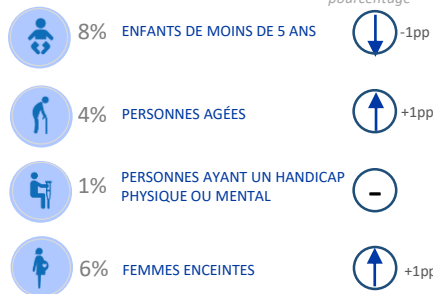 pourcentage
8% ENFANTS DE MOINS DE 5 ANS -1pp
4% PERSONNES AGÉES +1pp
1% PERSONNES AYANT UN HANDICAP
PHYSIQUE OU MENTAL -
6% FEMMES ENCEINTES +1pp